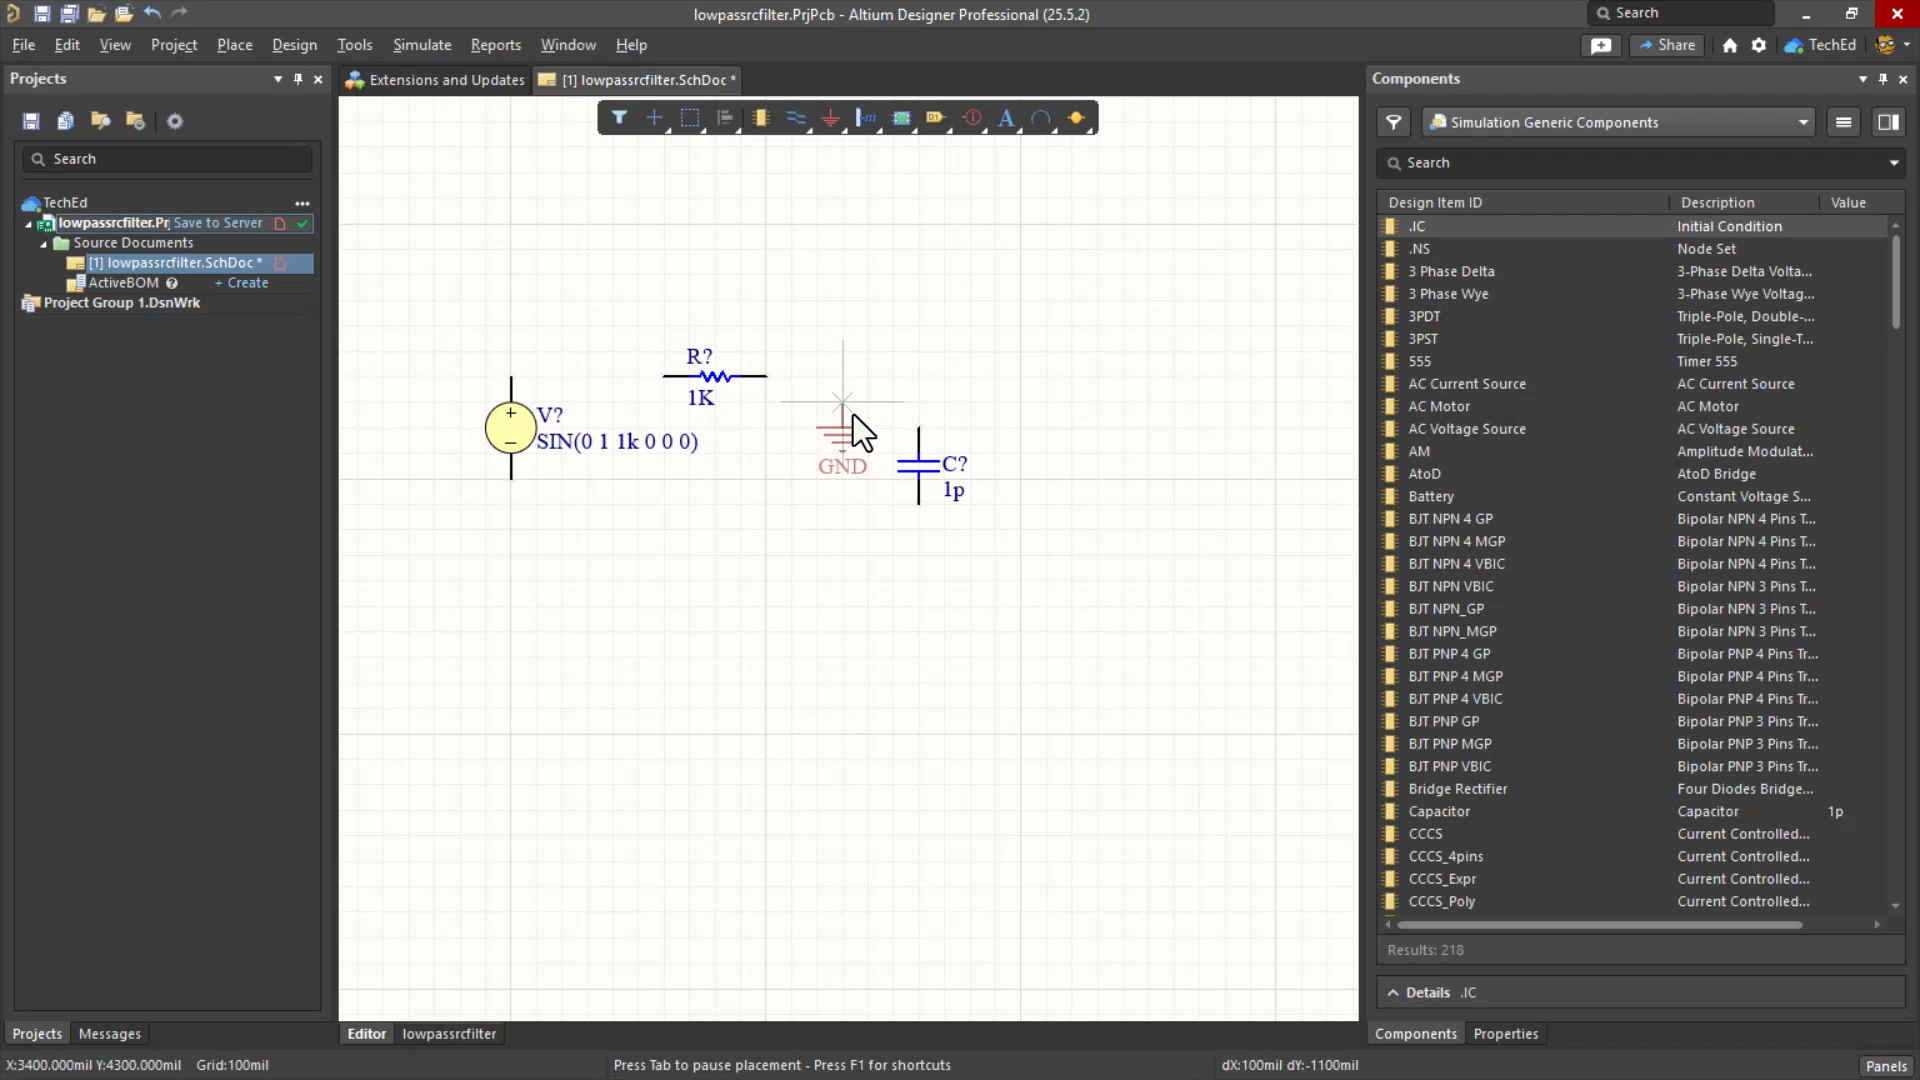 lowpassrcfilter.PrjPcb - Altium Designer Professional (25.5.2)
Search
File Edit View Project Place Design Tools Simulate Reports Window Help
Share
TechEd
Projects
Extensions and Updates
[1] lowpassrcfilter.SchDoc *
Components
Search
TechEd
lowpassrcfilter.Prj Save to Server
Source Documents
[1] lowpassrcfilter.SchDoc *
ActiveBOM + Create
Project Group 1.DsnWrk
R?
1K
V?
SIN(0 1 1k 0 0 0)
GND
C?
1p
Simulation Generic Components
Search
Design Item ID Description Value
.IC Initial Condition
.NS Node Set
3 Phase Delta 3-Phase Delta Volta...
3 Phase Wye 3-Phase Wye Voltag...
3PDT Triple-Pole, Double-...
3PST Triple-Pole, Single-T...
555 Timer 555
AC Current Source AC Current Source
AC Motor AC Motor
AC Voltage Source AC Voltage Source
AM Amplitude Modulat...
AtoD AtoD Bridge
Battery Constant Voltage S...
BJT NPN 4 GP Bipolar NPN 4 Pins T...
BJT NPN 4 MGP Bipolar NPN 4 Pins T...
BJT NPN 4 VBIC Bipolar NPN 4 Pins T...
BJT NPN VBIC Bipolar NPN 3 Pins T...
BJT NPN_GP Bipolar NPN 3 Pins T...
BJT NPN_MGP Bipolar NPN 3 Pins T...
BJT PNP 4 GP Bipolar PNP 4 Pins Tr...
BJT PNP 4 MGP Bipolar PNP 4 Pins Tr...
BJT PNP 4 VBIC Bipolar PNP 4 Pins Tr...
BJT PNP GP Bipolar PNP 3 Pins Tr...
BJT PNP MGP Bipolar PNP 3 Pins Tr...
BJT PNP VBIC Bipolar PNP 3 Pins Tr...
Bridge Rectifier Four Diodes Bridge...
Capacitor Capacitor 1p
CCCS Current Controlled...
CCCS_4pins Current Controlled...
CCCS_Expr Current Controlled...
CCCS_Poly Current Controlled...
Results: 218
Details .IC
Projects Messages
Editor lowpassrcfilter
Components Properties
X:3400.000mil Y:4300.000mil Grid:100mil
Press Tab to pause placement - Press F1 for shortcuts
dX:100mil dY:-1100mil
Panels